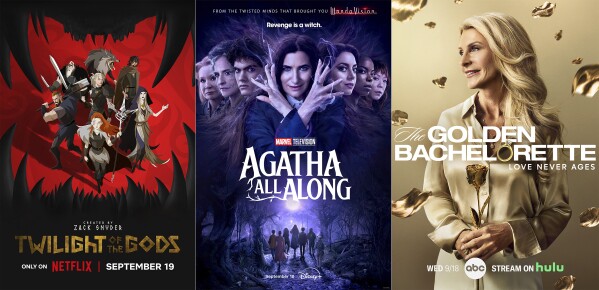 CREATED BY
ZACK SNYDER
TWILIGHT OF THE GODS
ONLY ON NETFLIX | SEPTEMBER 19
FROM THE TWISTED MINDS THAT BROUGHT YOU WandaVision
Revenge is a witch.
MARVEL TELEVISION
AGATHA
ALL ALONG
September 18 Disney+
The GOLDEN
BACHELORETTE
LOVE NEVER AGES
WED 9/18 abc STREAM ON hulu